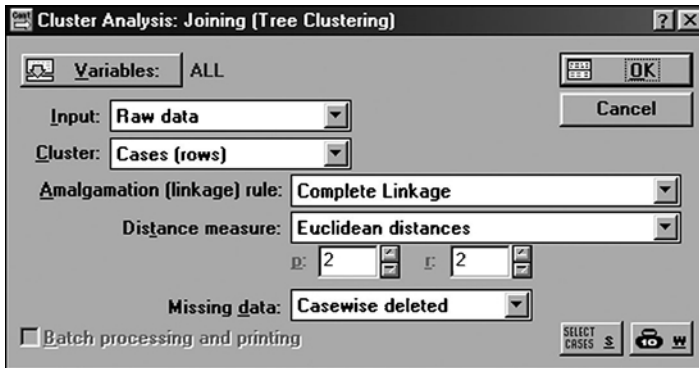 Cluster Analysis: Joining (Tree Clustering)
Variables: ALL
OK
Input: Raw data
Cancel
Cluster: Cases (rows)
Amalgamation (linkage) rule: Complete Linkage
Distance measure: Euclidean distances
p: 2 r: 2
Missing data: Casewise deleted
Batch processing and printing
SELECT CASES S
10 W